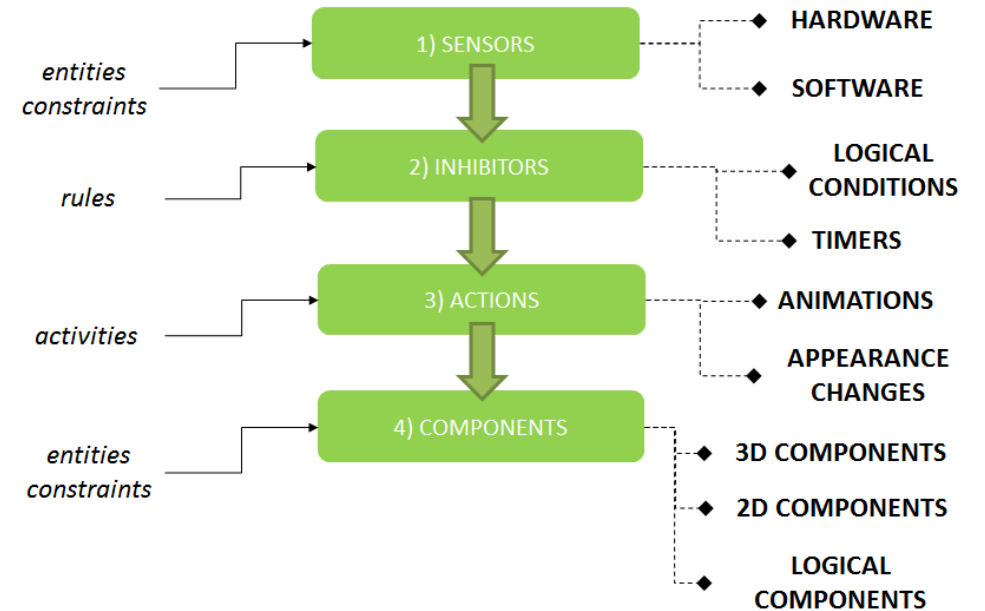 1) SENSORS
HARDWARE
entities
constraints
SOFTWARE
2) INHIBITORS
LOGICAL
CONDITIONS
rules
TIMERS
3) ACTIONS
ANIMATIONS
activities
APPEARANCE
CHANGES
4) COMPONENTS
3D COMPONENTS
entities
constraints
2D COMPONENTS
LOGICAL
COMPONENTS